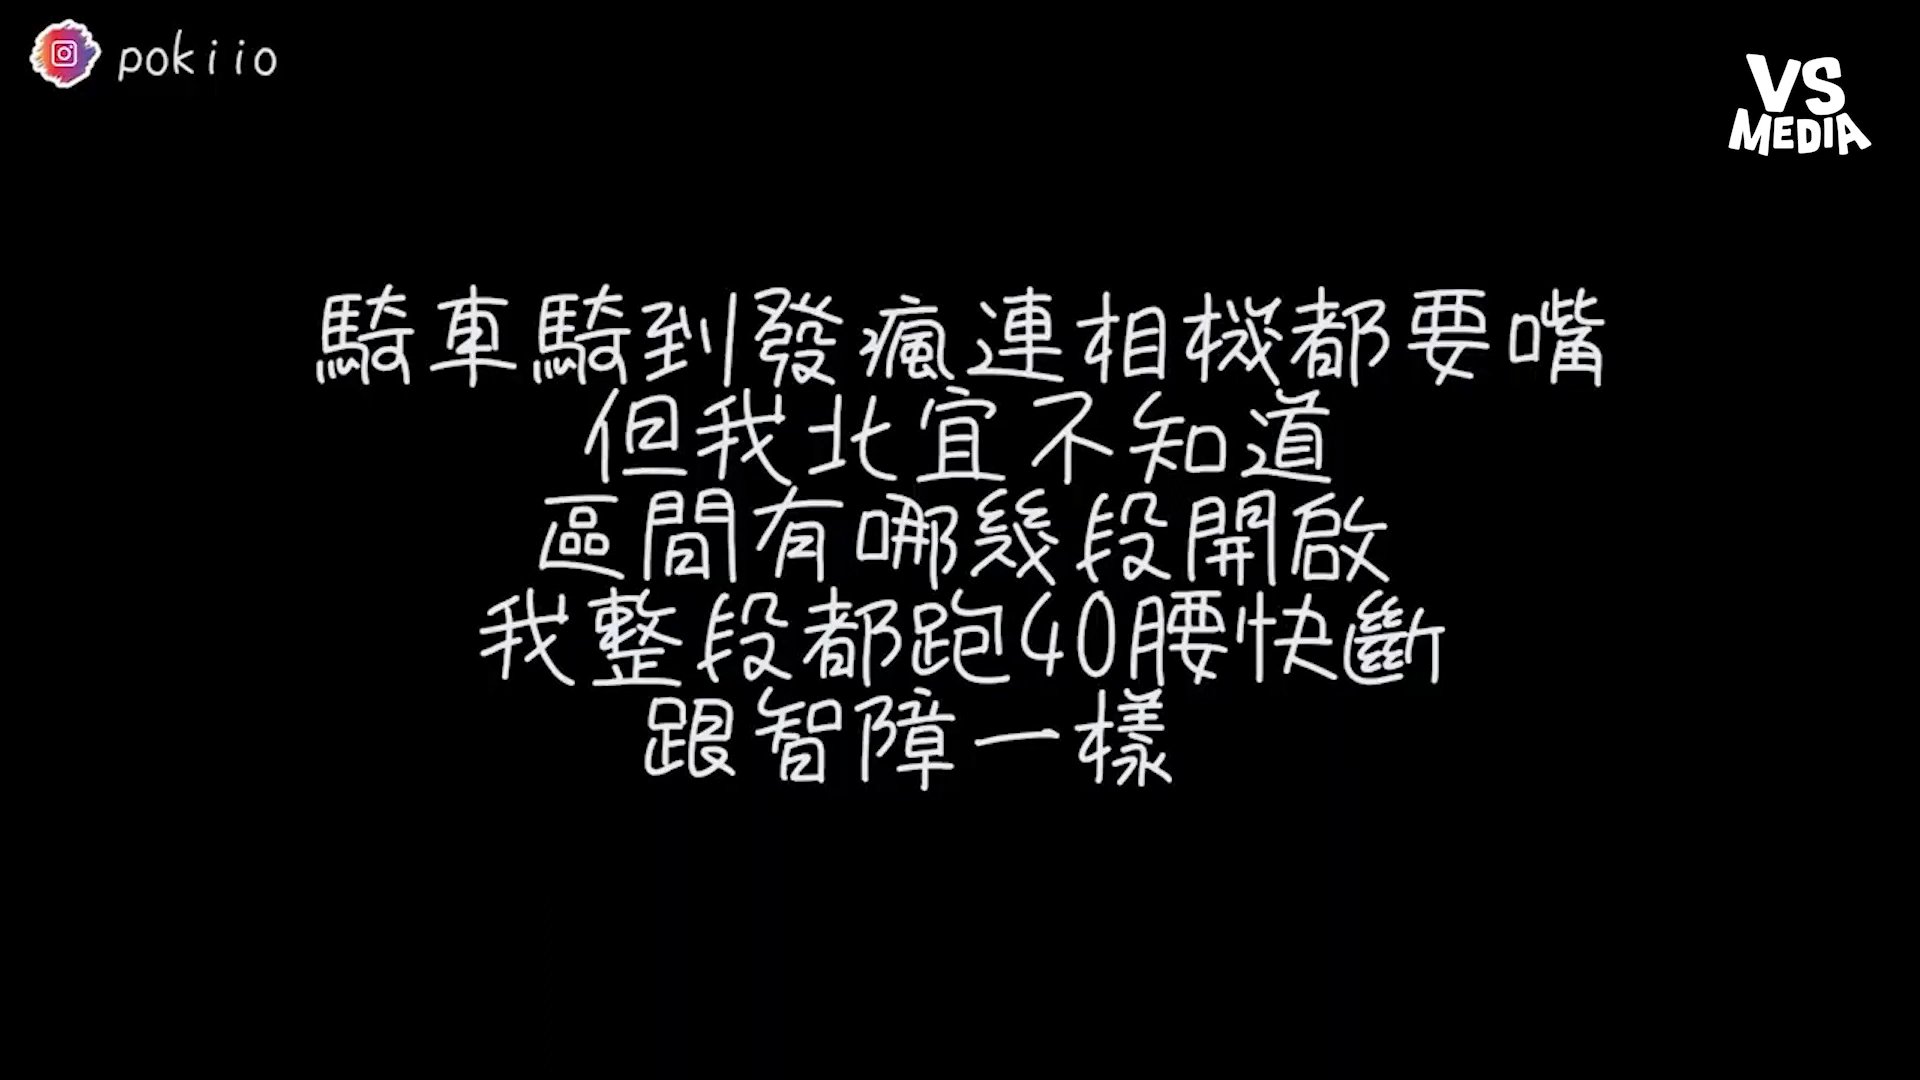 pokiio
VS
MEDIA
騎車騎到發瘋連相機都要嘴
但我北宜不知道
區間有哪幾段開啟
我整段都跑40腰快斷
跟智障一樣